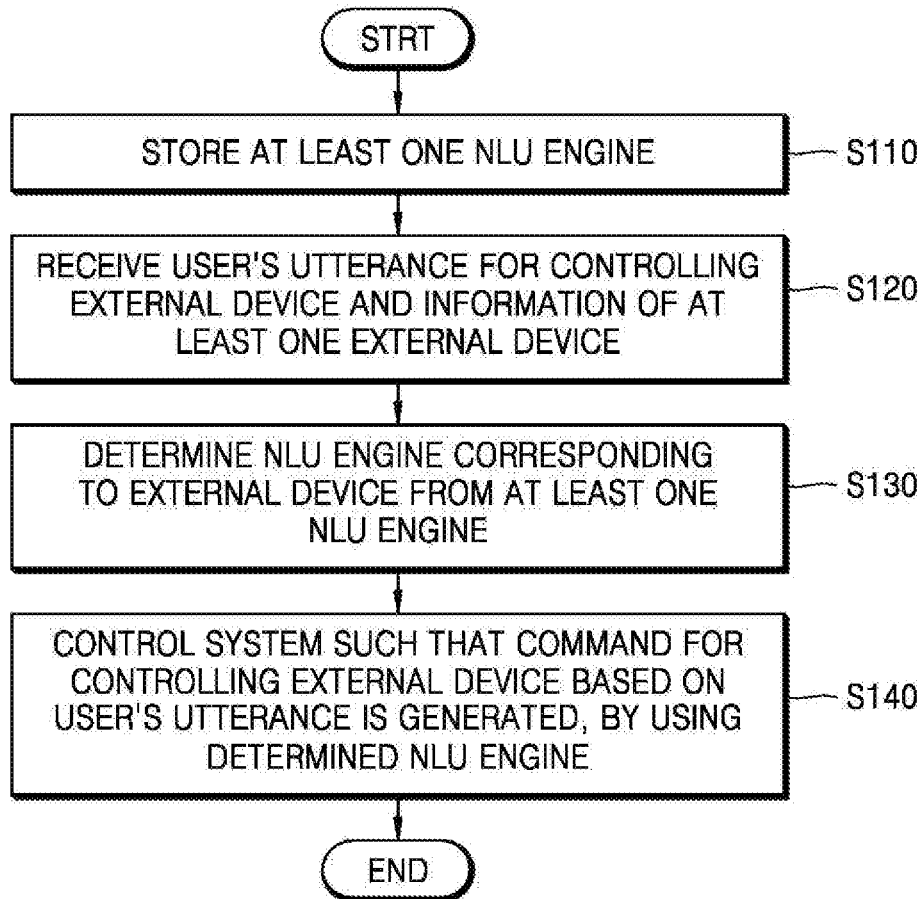 STRT
STORE AT LEAST ONE NLU ENGINE
S110
RECEIVE USER'S UTTERANCE FOR CONTROLLING
EXTERNAL DEVICE AND INFORMATION OF AT
LEAST ONE EXTERNAL DEVICE
S120
DETERMINE NLU ENGINE CORRESPONDING
TO EXTERNAL DEVICE FROM AT LEAST ONE
NLU ENGINE
S130
CONTROL SYSTEM SUCH THAT COMMAND FOR
CONTROLLING EXTERNAL DEVICE BASED ON
USER'S UTTERANCE IS GENERATED, BY USING
DETERMINED NLU ENGINE
S140
END